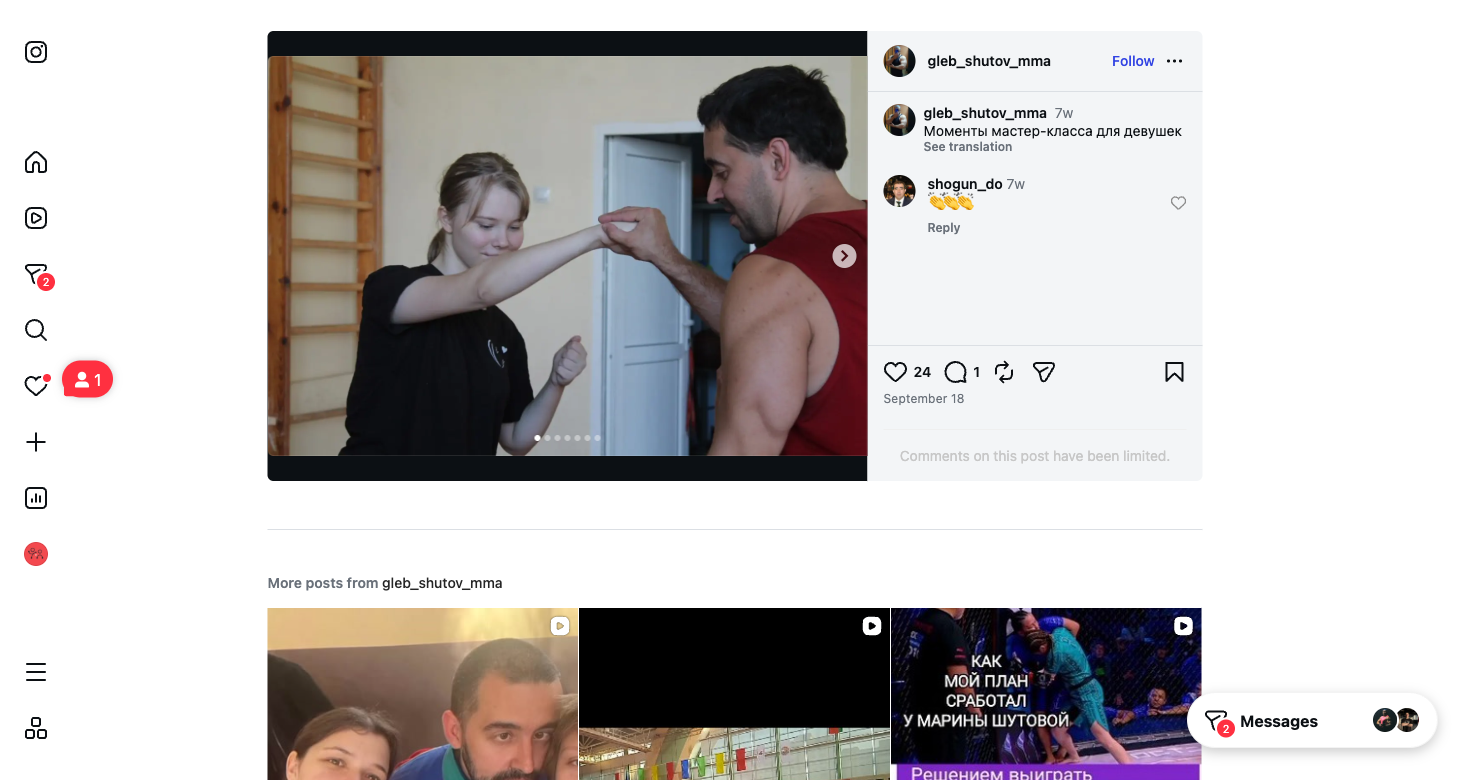 gleb_shutov_mma
Follow
gleb_shutov_mma 7w
Моменты мастер-класса для девушек
See translation
shogun_do 7w
👏👏👏
Reply
2
1
24
1
September 18
Comments on this post have been limited.
More posts from gleb_shutov_mma
КАК
МОЙ ПЛАН
СРАБОТАЛ
У МАРИНЫ ШУТОВОЙ
Решением выиграть
2
Messages